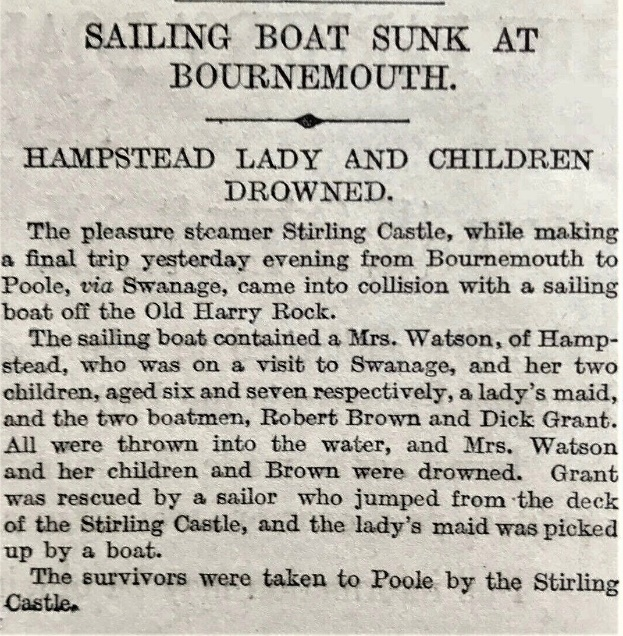 SAILING BOAT SUNK AT
BOURNEMOUTH.
HAMPSTEAD LADY AND CHILDREN
DROWNED.
The pleasure steamer Stirling Castle, while making
a final trip yesterday evening from Bournemouth to
Poole, via Swanage, came into collision with a sailing
boat off the Old Harry Rock.
The sailing boat contained a Mrs. Watson, of Hamp-
stead, who was on a visit to Swanage, and her two
children, aged six and seven respectively, a lady's maid,
and the two boatmen, Robert Brown and Dick Grant.
All were thrown into the water, and Mrs. Watson
and her children and Brown were drowned. Grant
was rescued by a sailor who jumped from the deck
of the Stirling Castle, and the lady's maid was picked
up by a boat.
The survivors were taken to Poole by the Stirling
Castle.